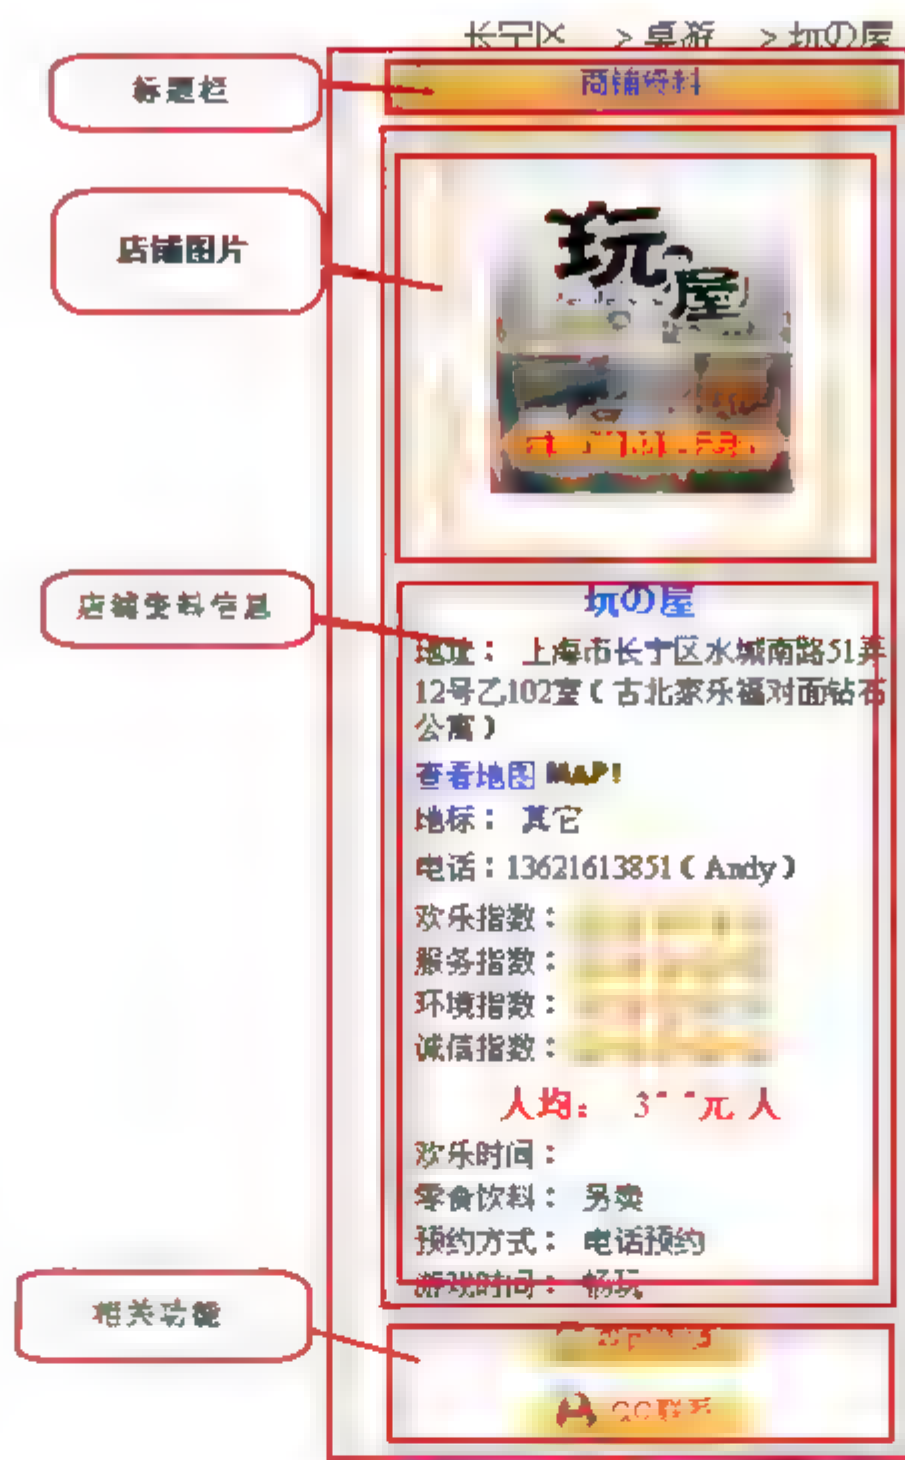 长宁区 > 桌游 > 玩の屋
标题栏
商铺资料
店铺图片
玩の屋
店铺资料信息
玩の屋
地址： 上海市长宁区水城南路51弄
12号乙102室（古北家乐福对面钻石
公寓）
查看地图 MAP!
地标： 其它
电话：13621613851（Andy）
欢乐指数：
服务指数：
环境指数：
诚信指数：
人均： 元 人
欢乐时间：
零食饮料： 另卖
预约方式： 电话预约
游戏时间： 畅玩
相关功能
QQ联系